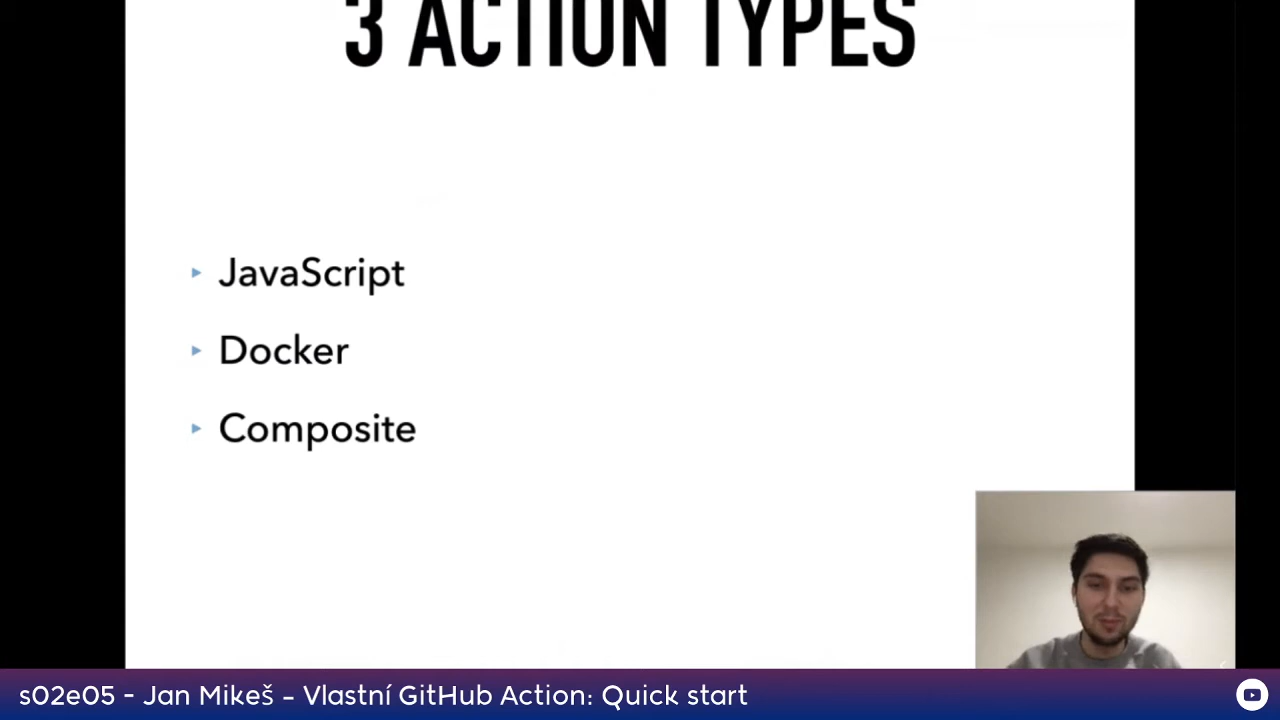 3 ACTION TYPES
JavaScript
Docker
Composite
s02e05 - Jan Mikeš – Vlastní GitHub Action: Quick start